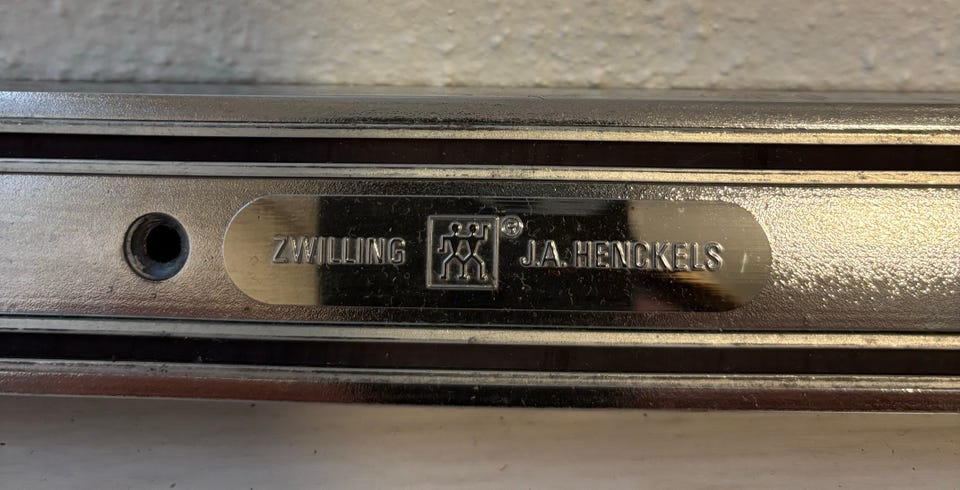 ZWILLING ® J.A. HENCKELS